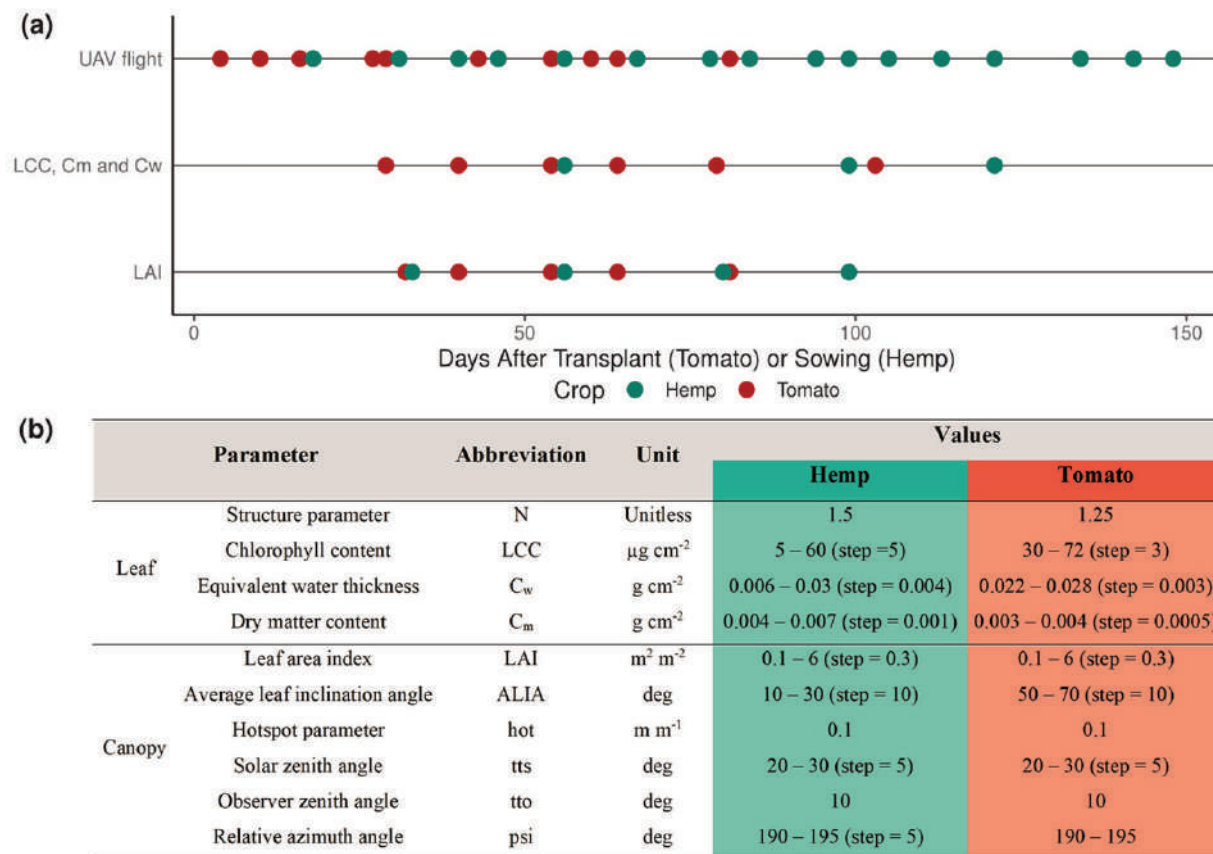 (a)
UAV flight
LCC, Cm and Cw
LAI
0 50 100 150
Days After Transplant (Tomato) or Sowing (Hemp)
Crop Hemp Tomato
(b)
Parameter Abbreviation Unit Values
Hemp Tomato
Leaf
Structure parameter N Unitless 1.5 1.25
Chlorophyll content LCC µg cm⁻² 5 – 60 (step =5) 30 – 72 (step = 3)
Equivalent water thickness Cw g cm⁻² 0.006 – 0.03 (step = 0.004) 0.022 – 0.028 (step = 0.003)
Dry matter content Cm g cm⁻² 0.004 – 0.007 (step = 0.001) 0.003 – 0.004 (step = 0.0005)
Canopy
Leaf area index LAI m² m⁻² 0.1 – 6 (step = 0.3) 0.1 – 6 (step = 0.3)
Average leaf inclination angle ALIA deg 10 – 30 (step = 10) 50 – 70 (step = 10)
Hotspot parameter hot m m⁻¹ 0.1 0.1
Solar zenith angle tts deg 20 – 30 (step = 5) 20 – 30 (step = 5)
Observer zenith angle tto deg 10 10
Relative azimuth angle psi deg 190 – 195 (step = 5) 190 – 195